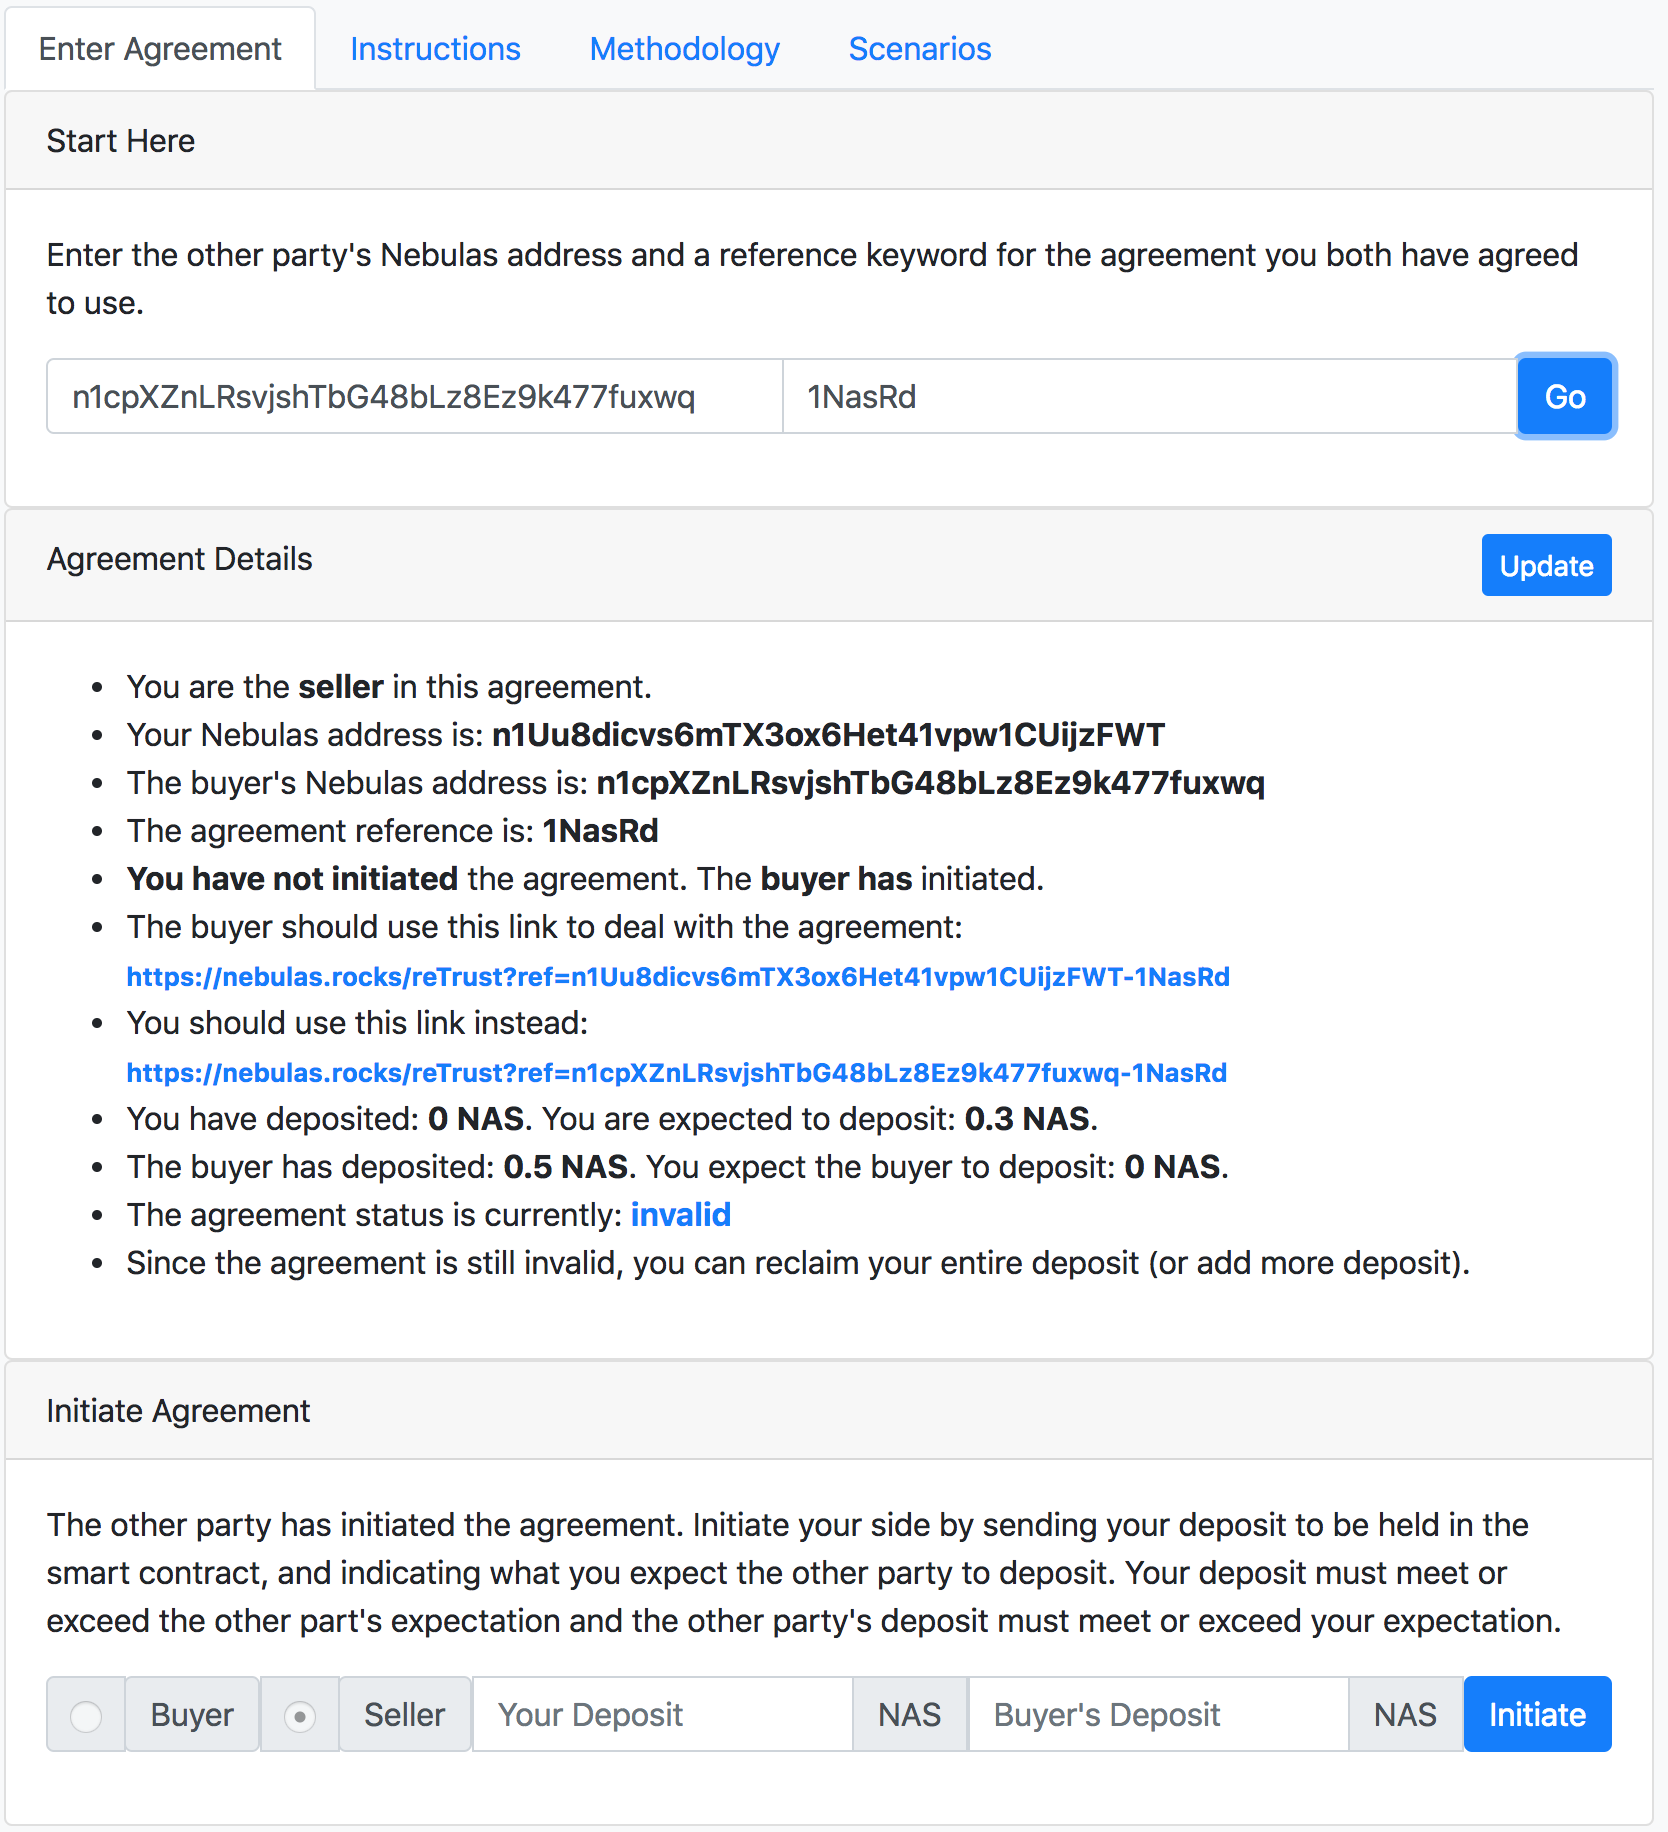 Enter Agreement Instructions Methodology Scenarios
Start Here
Enter the other party's Nebulas address and a reference keyword for the agreement you both have agreed
to use.
n1cpXZnLRsvjshTbG48bLz8Ez9k477fuxwq 1NasRd Go
Agreement Details Update
You are the seller in this agreement.
Your Nebulas address is: n1Uu8dicvs6mTX3ox6Het41vpw1CUijzFWT
The buyer's Nebulas address is: n1cpXZnLRsvjshTbG48bLz8Ez9k477fuxwq
The agreement reference is: 1NasRd
You have not initiated the agreement. The buyer has initiated.
The buyer should use this link to deal with the agreement:
https://nebulas.rocks/reTrust?ref=n1Uu8dicvs6mTX3ox6Het41vpw1CUijzFWT-1NasRd
You should use this link instead:
https://nebulas.rocks/reTrust?ref=n1cpXZnLRsvjshTbG48bLz8Ez9k477fuxwq-1NasRd
You have deposited: 0 NAS. You are expected to deposit: 0.3 NAS.
The buyer has deposited: 0.5 NAS. You expect the buyer to deposit: 0 NAS.
The agreement status is currently: invalid
Since the agreement is still invalid, you can reclaim your entire deposit (or add more deposit).
Initiate Agreement
The other party has initiated the agreement. Initiate your side by sending your deposit to be held in the
smart contract, and indicating what you expect the other party to deposit. Your deposit must meet or
exceed the other part's expectation and the other party's deposit must meet or exceed your expectation.
Buyer Seller Your Deposit NAS Buyer's Deposit NAS Initiate